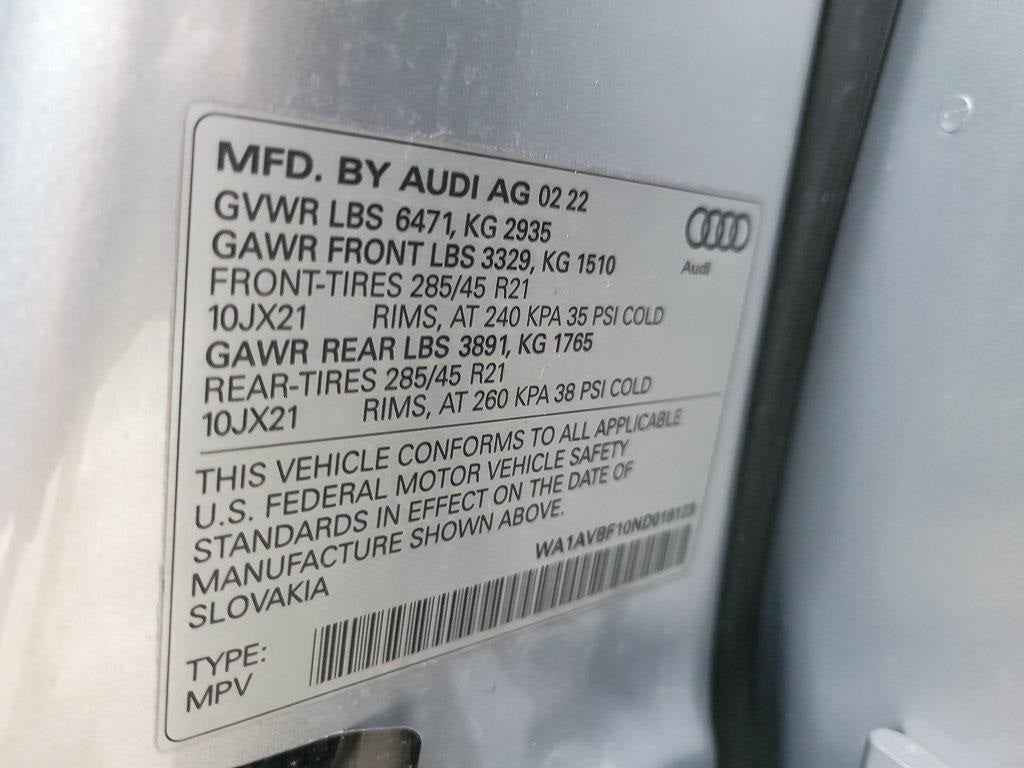 MFD. BY AUDI AG 02 22
GVWR LBS 6471, KG 2935
GAWR FRONT LBS 3329, KG 1510
FRONT-TIRES 285/45 R21
10JX21 RIMS, AT 240 KPA 35 PSI COLD
GAWR REAR LBS 3891, KG 1765
REAR-TIRES 285/45 R21
10JX21 RIMS, AT 260 KPA 38 PSI COLD
Audi
THIS VEHICLE CONFORMS TO ALL APPLICABLE
U.S. FEDERAL MOTOR VEHICLE SAFETY
STANDARDS IN EFFECT ON THE DATE OF
MANUFACTURE SHOWN ABOVE.
SLOVAKIA
WA1AVBF10ND018123
TYPE:
MPV